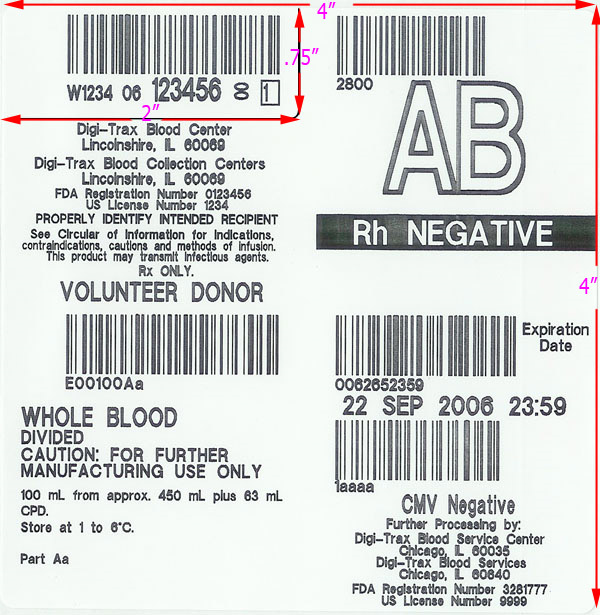 4"
.75"
W1234 06 123456 8 1
2"
Digi-Trax Blood Center
Lincolnshire, IL 60069
Digi-Trax Blood Collection Centers
Lincolnshire, IL 60069
FDA Registration Number 0123456
US License Number 1234
PROPERLY IDENTIFY INTENDED RECIPIENT
See Circular of Information for indications,
contraindications, cautions and methods of infusion.
This product may transmit infectious agents.
Rx ONLY.
VOLUNTEER DONOR
E00100Aa
WHOLE BLOOD
DIVIDED
CAUTION: FOR FURTHER
MANUFACTURING USE ONLY
100 mL from approx. 450 mL plus 63 mL
CPD.
Store at 1 to 6°C.
Part Aa
2800
AB
Rh NEGATIVE
4"
Expiration
Date
0062652359
22 SEP 2006 23:59
1aaaa
CMV Negative
Further Processing by:
Digi-Trax Blood Service Center
Chicago, IL 60035
Digi-Trax Blood Services
Chicago, IL 60640
FDA Registration Number 3281777
US License Number 9999